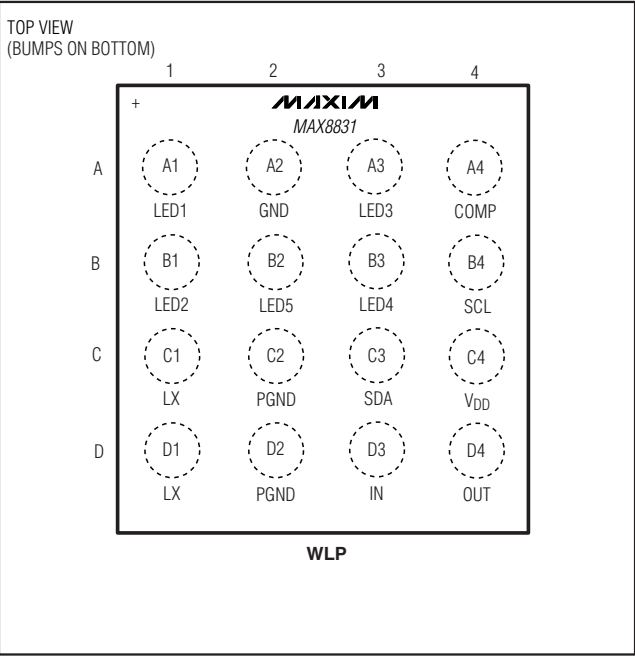 TOP VIEW
(BUMPS ON BOTTOM)
1 2 3 4
+ MAXIM
MAX8831
A A1 A2 A3 A4
LED1 GND LED3 COMP
B B1 B2 B3 B4
LED2 LED5 LED4 SCL
C C1 C2 C3 C4
LX PGND SDA VDD
D D1 D2 D3 D4
LX PGND IN OUT
WLP